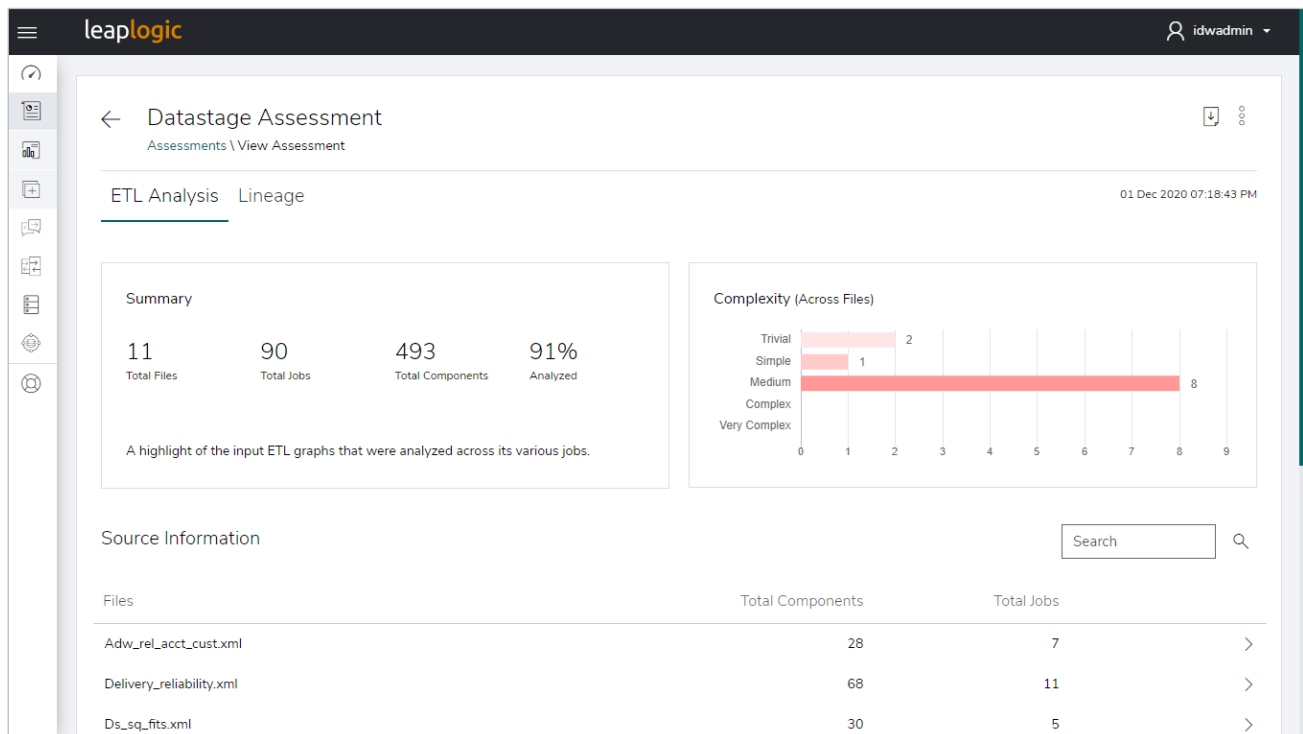 leaplogic
idwadmin
Datastage Assessment
Assessments \ View Assessment
ETL Analysis Lineage
01 Dec 2020 07:18:43 PM
Summary
11 90 493 91%
Total Files Total Jobs Total Components Analyzed
A highlight of the input ETL graphs that were analyzed across its various jobs.
Complexity (Across Files)
Trivial 2
Simple 1
Medium 8
Complex
Very Complex
0 1 2 3 4 5 6 7 8 9
Source Information
Search
Files Total Components Total Jobs
Adw_rel_acct_cust.xml 28 7
Delivery_reliability.xml 68 11
Ds_sq_fits.xml 30 5